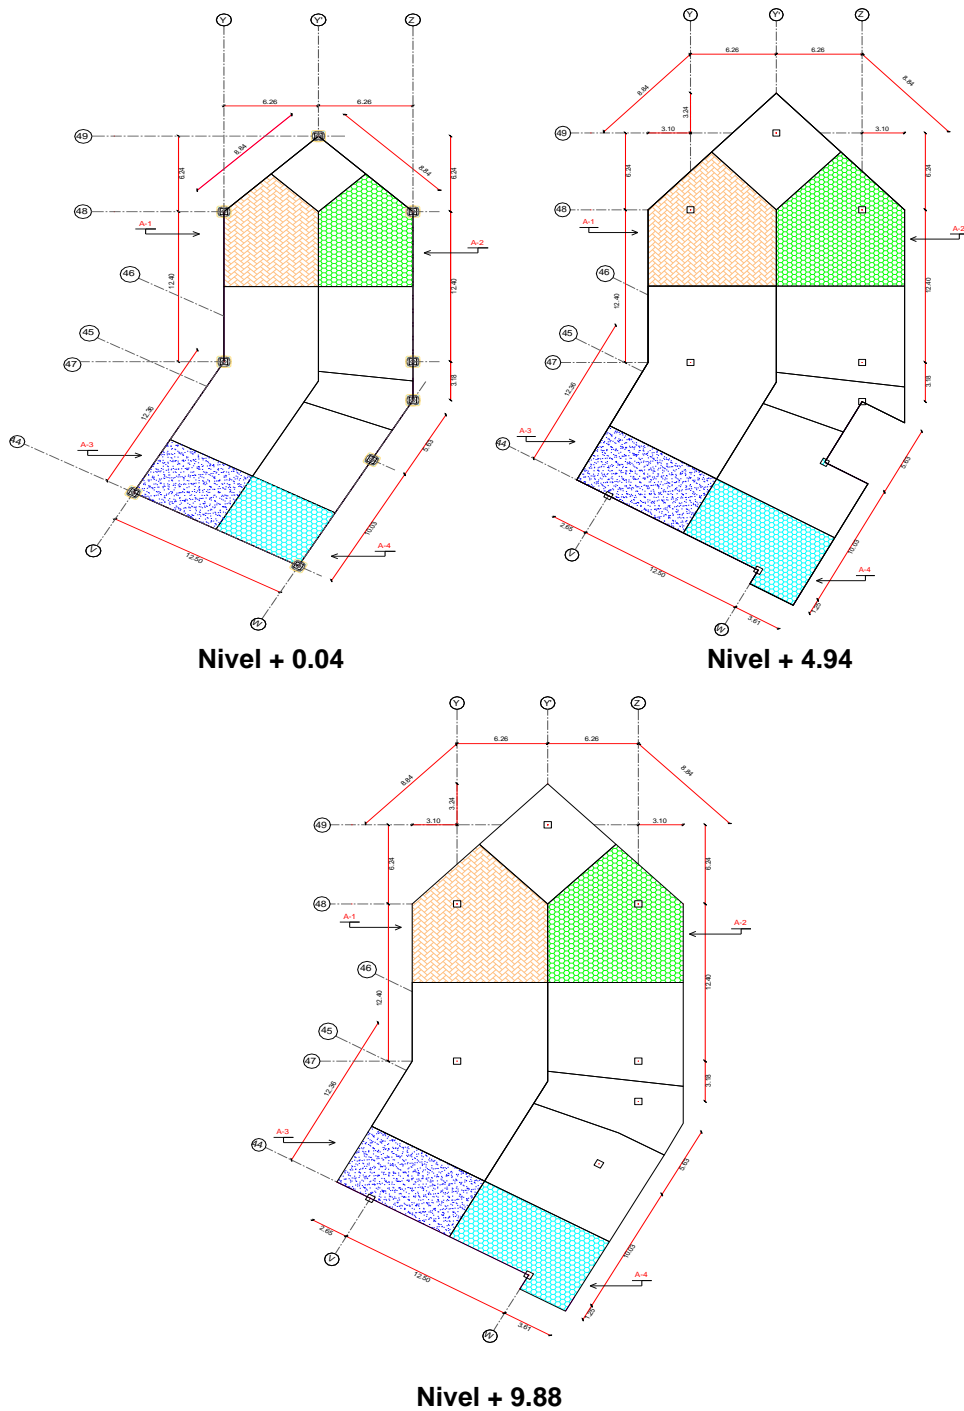 Y Y' Z
6.26 6.26
49
8.84 8.84
6.24 6.24
48
A-1
A-2
46
12.40 12.40
45
47
3.18
12.36
44
A-3
5.63
10.03
V
12.50
A-4
W
Nivel + 0.04
Y Y' Z
6.26 6.26
8.84 8.84
3.24
49
3.10 3.10
6.24 6.24
48
A-1
A-2
46
12.40 12.40
45
47
3.18
12.36
44
A-3
5.63
10.03
2.65
V
12.50
A-4
1.25
3.61
W
Nivel + 4.94
Y Y' Z
6.26 6.26
8.84 8.84
3.24
49
3.10 3.10
6.24 6.24
48
A-1
A-2
46
12.40 12.40
45
47
3.18
12.36
A-3
44
5.63
2.65
V
10.03
12.50
A-4
1.25
3.61
W
Nivel + 9.88